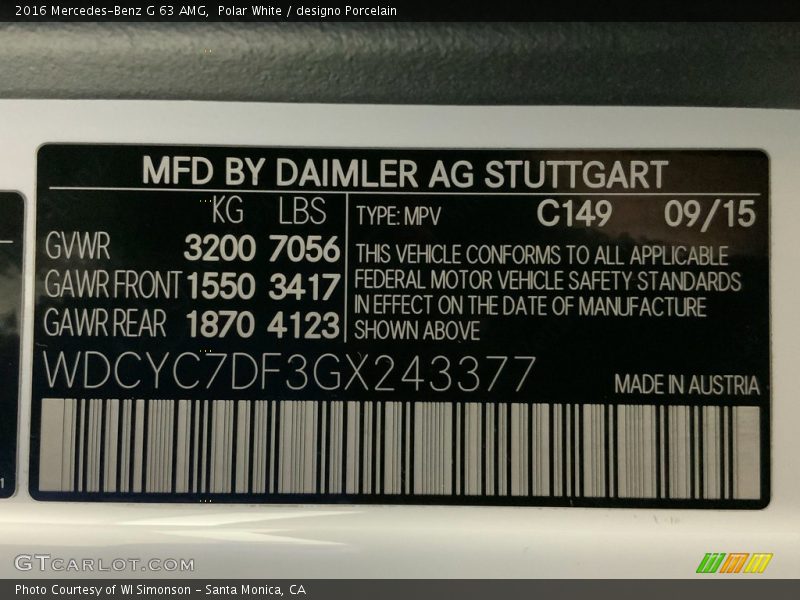 2016 Mercedes-Benz G 63 AMG, Polar White / designo Porcelain
MFD BY DAIMLER AG STUTTGART
KG LBS
GVWR 3200 7056
GAWR FRONT 1550 3417
GAWR REAR 1870 4123
TYPE: MPV C149 09/15
THIS VEHICLE CONFORMS TO ALL APPLICABLE
FEDERAL MOTOR VEHICLE SAFETY STANDARDS
IN EFFECT ON THE DATE OF MANUFACTURE
SHOWN ABOVE
WDCYC7DF3GX243377
MADE IN AUSTRIA
1
GTCARLOT.COM
Photo Courtesy of WI Simonson - Santa Monica, CA